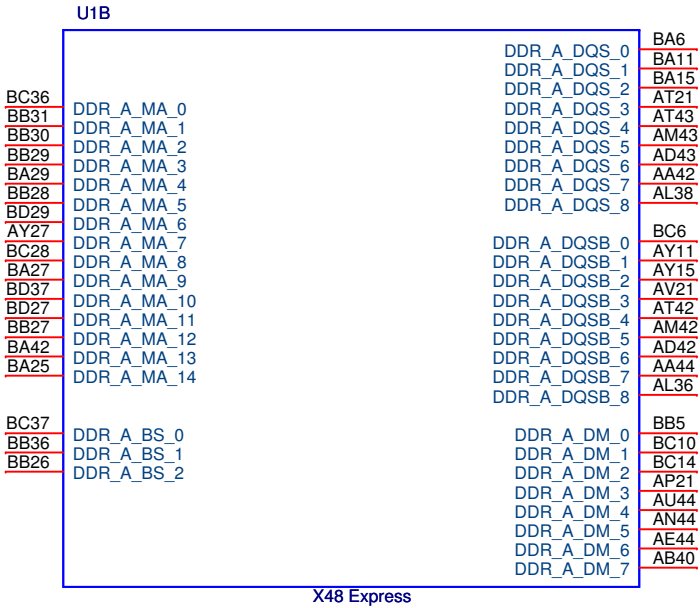 U1B
BC36 DDR_A_MA_0
BB31 DDR_A_MA_1
BB30 DDR_A_MA_2
BB29 DDR_A_MA_3
BA29 DDR_A_MA_4
BB28 DDR_A_MA_5
BD29 DDR_A_MA_6
AY27 DDR_A_MA_7
BC28 DDR_A_MA_8
BA27 DDR_A_MA_9
BD37 DDR_A_MA_10
BD27 DDR_A_MA_11
BB27 DDR_A_MA_12
BA42 DDR_A_MA_13
BA25 DDR_A_MA_14
BC37 DDR_A_BS_0
BB36 DDR_A_BS_1
BB26 DDR_A_BS_2
DDR_A_DQS_0 BA6
DDR_A_DQS_1 BA11
DDR_A_DQS_2 BA15
DDR_A_DQS_3 AT21
DDR_A_DQS_4 AT43
DDR_A_DQS_5 AM43
DDR_A_DQS_6 AD43
DDR_A_DQS_7 AA42
DDR_A_DQS_8 AL38
DDR_A_DQSB_0 BC6
DDR_A_DQSB_1 AY11
DDR_A_DQSB_2 AY15
DDR_A_DQSB_3 AV21
DDR_A_DQSB_4 AT42
DDR_A_DQSB_5 AM42
DDR_A_DQSB_6 AD42
DDR_A_DQSB_7 AA44
DDR_A_DQSB_8 AL36
DDR_A_DM_0 BB5
DDR_A_DM_1 BC10
DDR_A_DM_2 BC14
DDR_A_DM_3 AP21
DDR_A_DM_4 AU44
DDR_A_DM_5 AN44
DDR_A_DM_6 AE44
DDR_A_DM_7 AB40
X48 Express